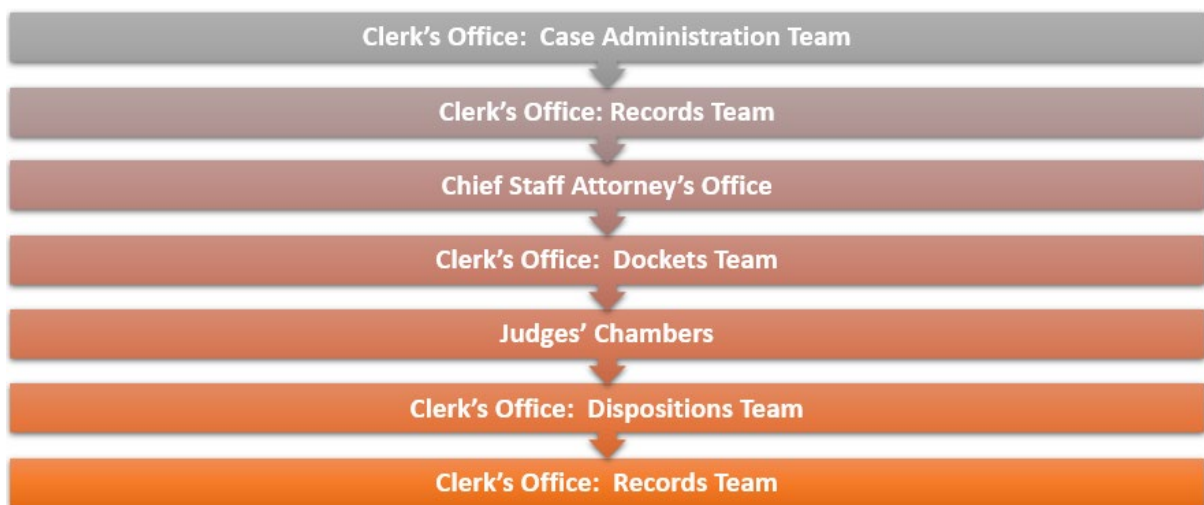 Clerk’s Office:  Case Administration Team
Clerk’s Office: Records Team
Chief Staff Attorney’s Office
Clerk’s Office:  Dockets Team
Judges’ Chambers
Clerk’s Office:  Dispositions Team
Clerk’s Office:  Records Team